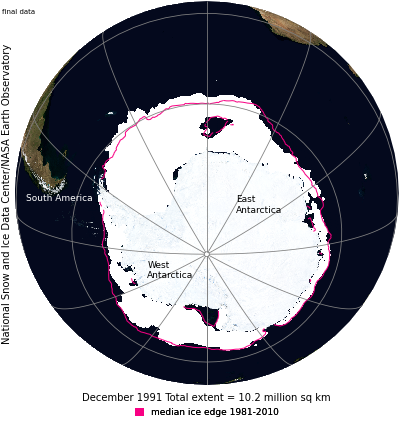 final data
National Snow and Ice Data Center/NASA Earth Observatory
South America
East
Antarctica
West
Antarctica
December 1991 Total extent = 10.2 million sq km
median ice edge 1981-2010